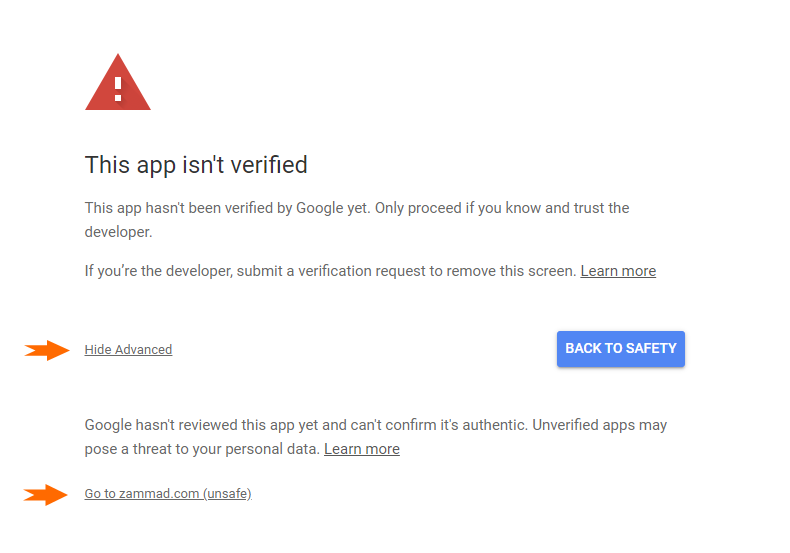 This app isn't verified
This app hasn't been verified by Google yet. Only proceed if you know and trust the
developer.
If you’re the developer, submit a verification request to remove this screen. Learn more
Hide Advanced
BACK TO SAFETY
Google hasn't reviewed this app yet and can't confirm it's authentic. Unverified apps may
pose a threat to your personal data. Learn more
Go to zammad.com (unsafe)